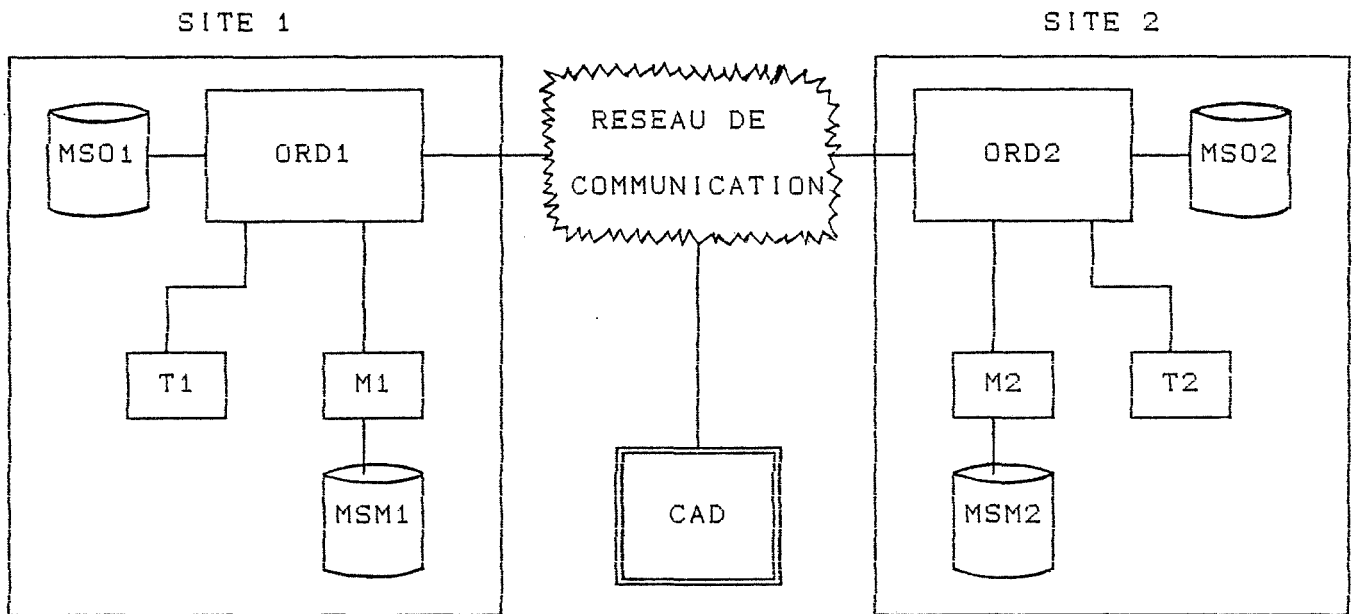 SITE 1
SITE 2
MSO1
ORD1
RESEAU DE
COMMUNICATION
ORD2
MSO2
T1
M1
M2
T2
MSM1
CAD
MSM2